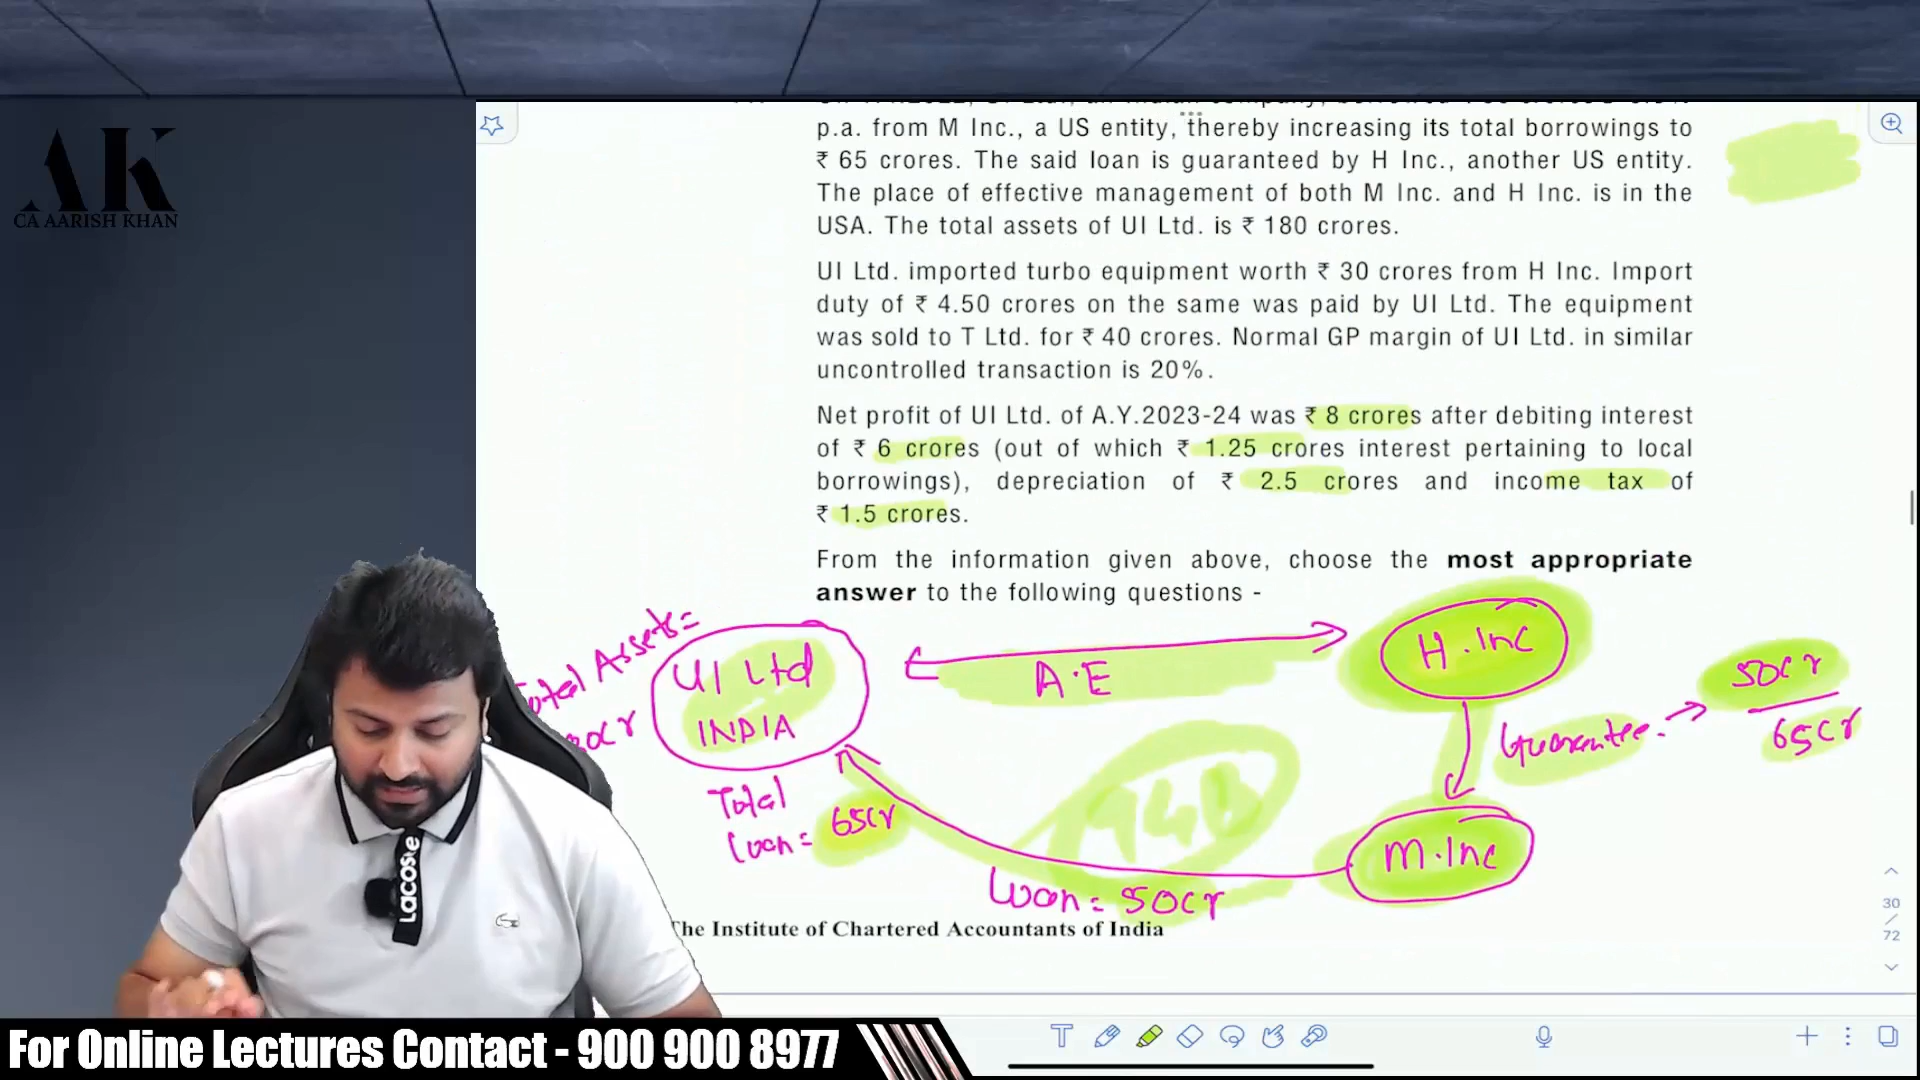 AK
CA AARISH KHAN
p.a. from M Inc., a US entity, thereby increasing its total borrowings to
₹ 65 crores. The said loan is guaranteed by H Inc., another US entity.
The place of effective management of both M Inc. and H Inc. is in the
USA. The total assets of UI Ltd. is ₹ 180 crores.
UI Ltd. imported turbo equipment worth ₹ 30 crores from H Inc. Import
duty of ₹ 4.50 crores on the same was paid by UI Ltd. The equipment
was sold to T Ltd. for ₹ 40 crores. Normal GP margin of UI Ltd. in similar
uncontrolled transaction is 20%.
Net profit of UI Ltd. of A.Y.2023-24 was ₹ 8 crores after debiting interest
of ₹ 6 crores (out of which ₹ 1.25 crores interest pertaining to local
borrowings), depreciation of ₹ 2.5 crores and income tax of
₹ 1.5 crores.
From the information given above, choose the most appropriate
answer to the following questions -
Assets =
UI Ltd
INDIA
A.E
H.Inc
50cr
65cr
Guarantee.
Total
Loan = 65cr
94B
M.Inc
Loan = 50cr
The Institute of Chartered Accountants of India
30
/
72
LACOSTE
T
For Online Lectures Contact - 900 900 8977